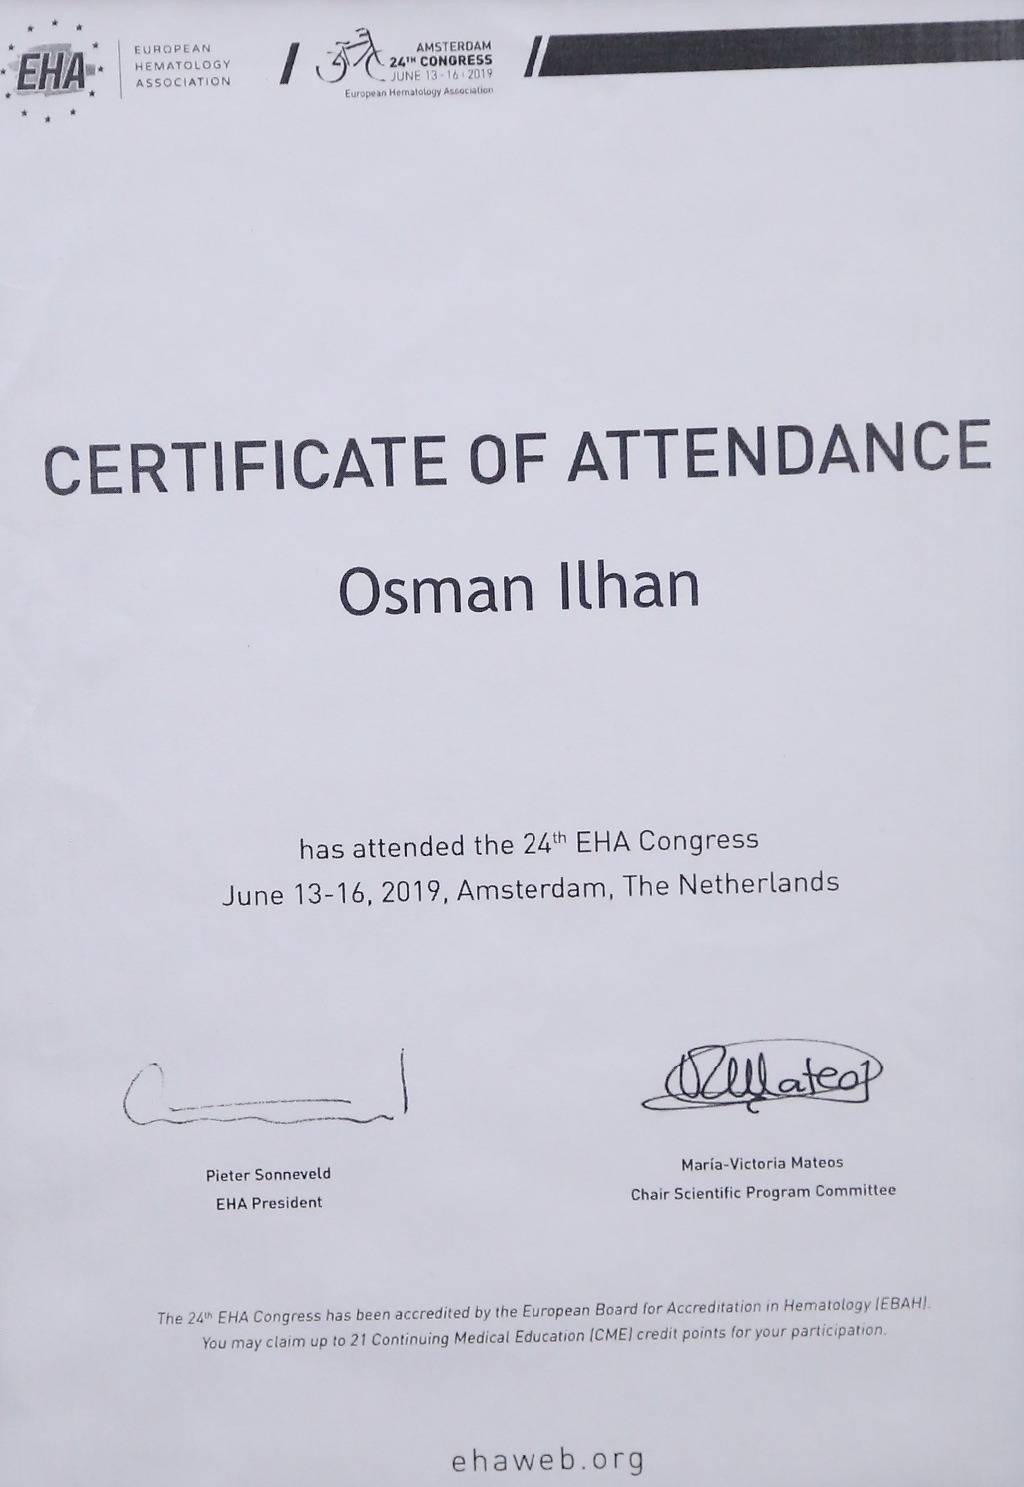 EHA
EUROPEAN
HEMATOLOGY
ASSOCIATION
AMSTERDAM
24TH CONGRESS
JUNE 13 - 16 • 2019
European Hematology Association
CERTIFICATE OF ATTENDANCE
Osman Ilhan
has attended the 24th EHA Congress
June 13-16, 2019, Amsterdam, The Netherlands
Mateos
Pieter Sonneveld
EHA President
María-Victoria Mateos
Chair Scientific Program Committee
The 24th EHA Congress has been accredited by the European Board for Accreditation in Hematology (EBAH).
You may claim up to 21 Continuing Medical Education (CME) credit points for your participation.
ehaweb.org